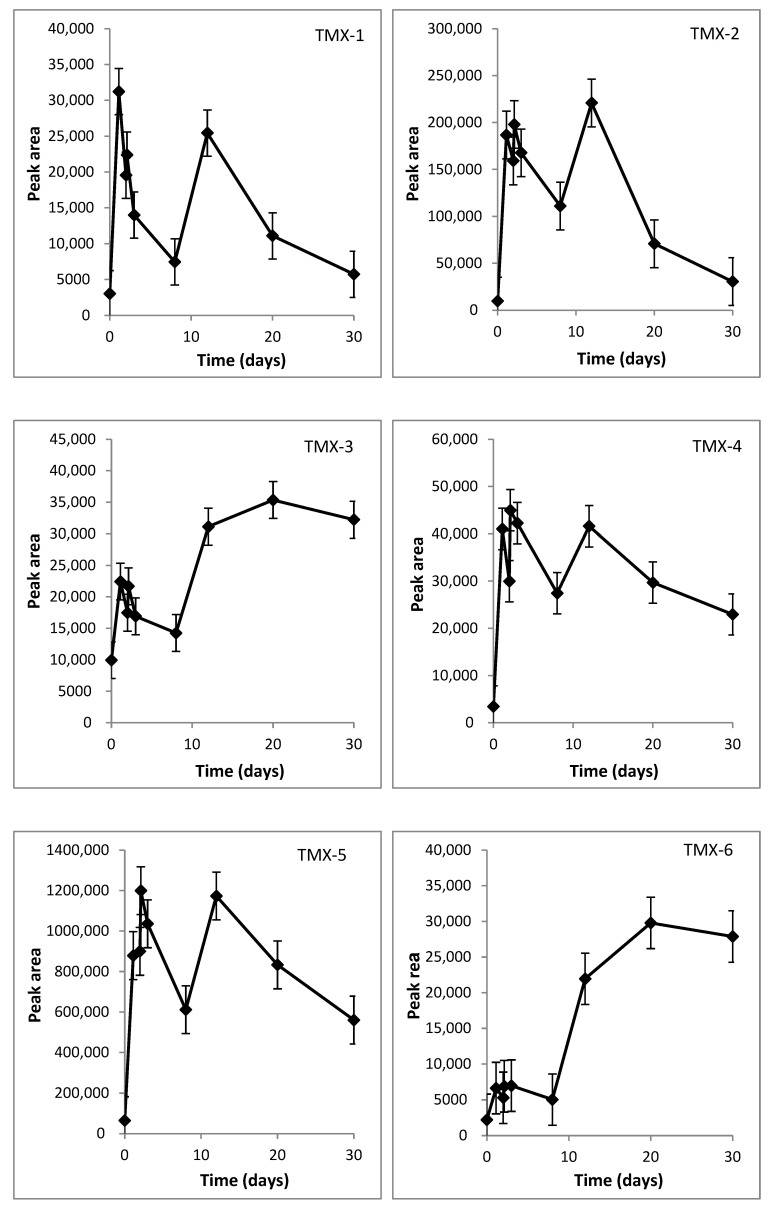 TMX-1
40,000
35,000
30,000
25,000
20,000
15,000
10,000
5000
0
Peak area
0 10 20 30
Time (days)
TMX-2
300,000
250,000
200,000
150,000
100,000
50,000
0
Peak area
0 10 20 30
Time (days)
TMX-3
45,000
40,000
35,000
30,000
25,000
20,000
15,000
10,000
5000
0
Peak area
0 10 20 30
Time (days)
TMX-4
60,000
50,000
40,000
30,000
20,000
10,000
0
Peak area
0 10 20 30
Time (days)
TMX-5
1400,000
1200,000
1000,000
800,000
600,000
400,000
200,000
0
Peak area
0 10 20 30
Time (days)
TMX-6
40,000
35,000
30,000
25,000
20,000
15,000
10,000
5000
0
Peak rea
0 10 20 30
Time (days)